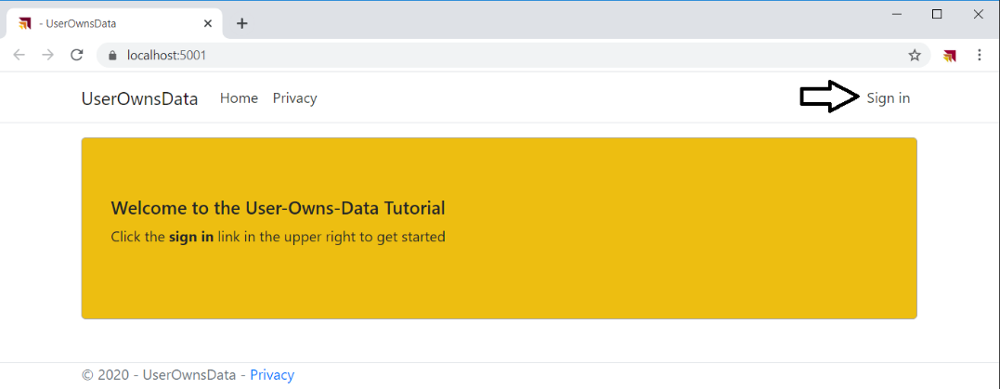 - UserOwnsData
localhost:5001
UserOwnsData Home Privacy Sign in
Welcome to the User-Owns-Data Tutorial
Click the sign in link in the upper right to get started
© 2020 - UserOwnsData - Privacy